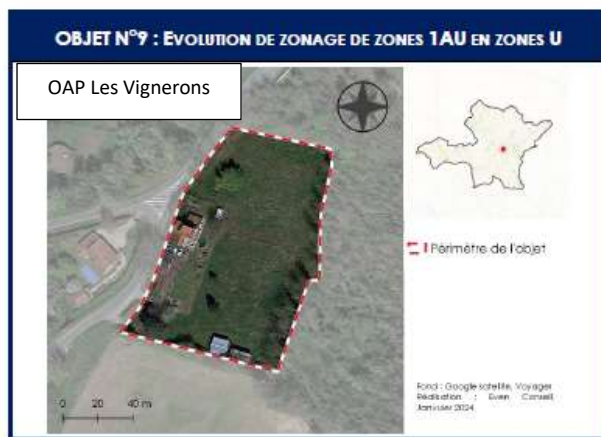 OBJET N°9 : EVOLUTION DE ZONAGE DE ZONES 1AU EN ZONES U
OAP Les Vignerons
Périmètre de l'objet
0 20 40 m
Fond : Google satellite, Voyager
Réalisation : Even Conseil,
Janvier 2024